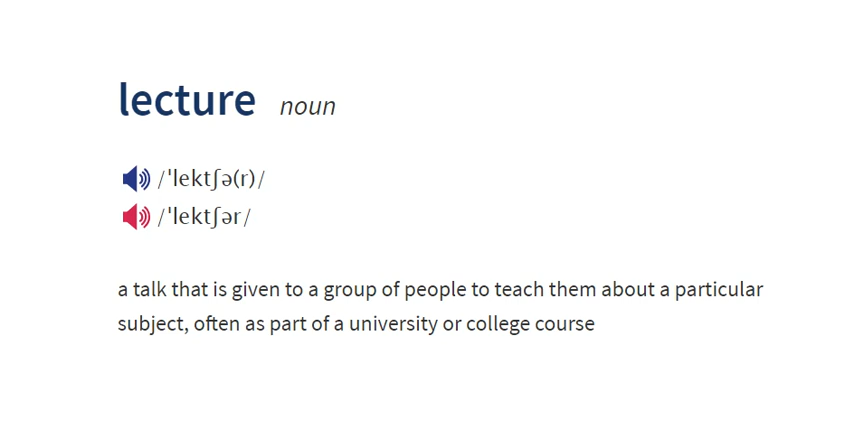 lecture noun
/ˈlektʃə(r)/
/ˈlektʃər/
a talk that is given to a group of people to teach them about a particular
subject, often as part of a university or college course